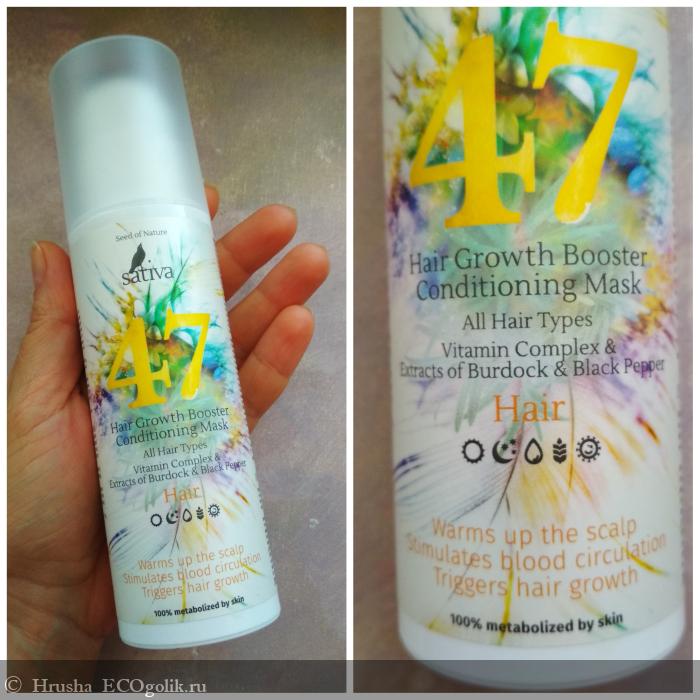 Seed of Nature
sativa
47
Hair Growth Booster
Conditioning Mask
All Hair Types
Vitamin Complex &
Extracts of Burdock & Black Pepper
Hair
Warms up the scalp
Stimulates blood circulation
Triggers hair growth
100% metabolized by skin
47
Hair Growth Booster
Conditioning Mask
All Hair Types
Vitamin Complex &
Extracts of Burdock & Black Pepper
Hair
Warms up the scalp
Stimulates blood circulation
Triggers hair growth
100% metabolized by skin
© Hrusha ECOgolik.ru